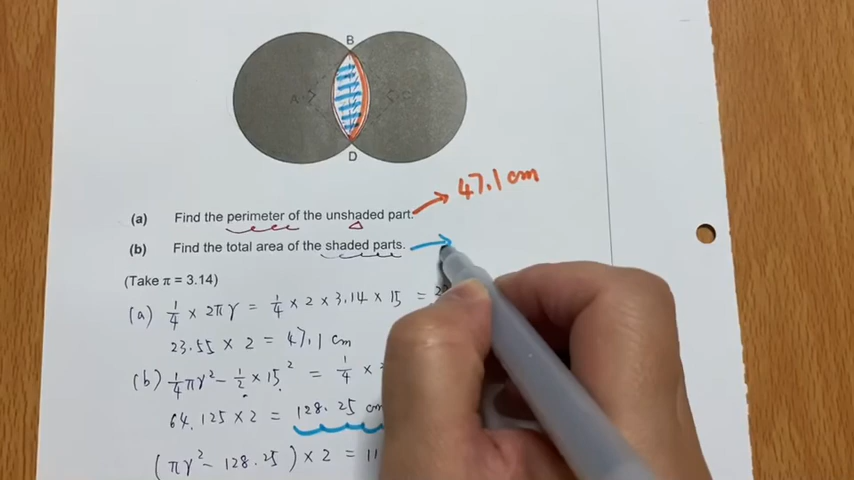 B
A
D
47.1 cm
(a) Find the perimeter of the unshaded part.
(b) Find the total area of the shaded parts.
(Take π = 3.14)
(a) 1/4 × 2πr = 1/4 × 2 × 3.14 × 15 =
23.55 × 2 = 47.1 cm
(b) 1/4πr² - 1/2 × 15² = 1/4 ×
64.125 × 2 = 128.25 cm
(πr² - 128.25) × 2 = 11